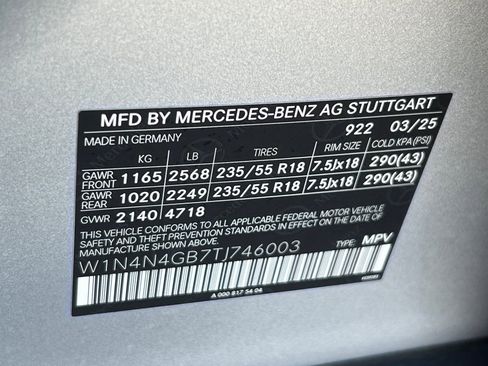 MFD BY MERCEDES-BENZ AG STUTTGART
MADE IN GERMANY 922 03/25
KG LB TIRES RIM SIZE COLD KPA (PSI)
GAWR FRONT 1165 2568 235/55 R18 7.5Jx18 290(43)
GAWR REAR 1020 2249 235/55 R18 7.5Jx18 290(43)
GVWR 2140 4718
THIS VEHICLE CONFORMS TO ALL APPLICABLE FEDERAL MOTOR VEHICLE
SAFETY AND THEFT PREVENTION STANDARDS IN EFFECT ON THE DATE OF
MANUFACTURE SHOWN ABOVE.
W1N4N4GB7TJ746003 TYPE: MPV
A 000 817 54 04